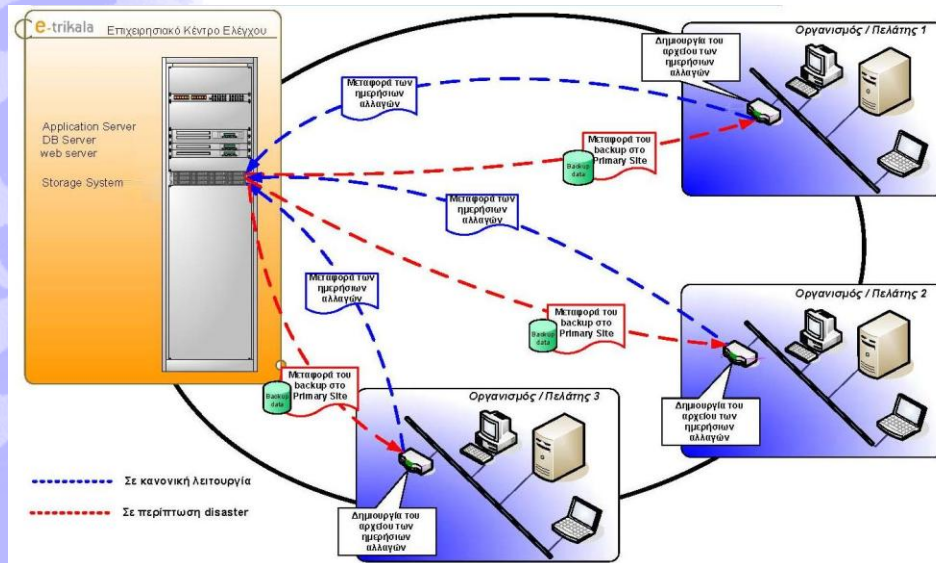 e-trikala Επιχειρησιακό Κέντρο Ελέγχου
Application Server
DB Server
web server
Storage System
Μεταφορά των
ημερήσιων
αλλαγών
Δημιουργία του
αρχείου των
ημερήσιων
αλλαγών
Οργανισμός / Πελάτης 1
Μεταφορά του
backup στο
Primary Site
Backup
data
Μεταφορά των
ημερήσιων
αλλαγών
Μεταφορά των
ημερήσιων
αλλαγών
Οργανισμός / Πελάτης 2
Μεταφορά του
backup στο
Primary Site
Backup
data
Δημιουργία του
αρχείου των
ημερήσιων
αλλαγών
Μεταφορά του
backup στο
Primary Site
Backup
data
Οργανισμός / Πελάτης 3
Δημιουργία του
αρχείου των
ημερήσιων
αλλαγών
Σε κανονική λειτουργία
Σε περίπτωση disaster